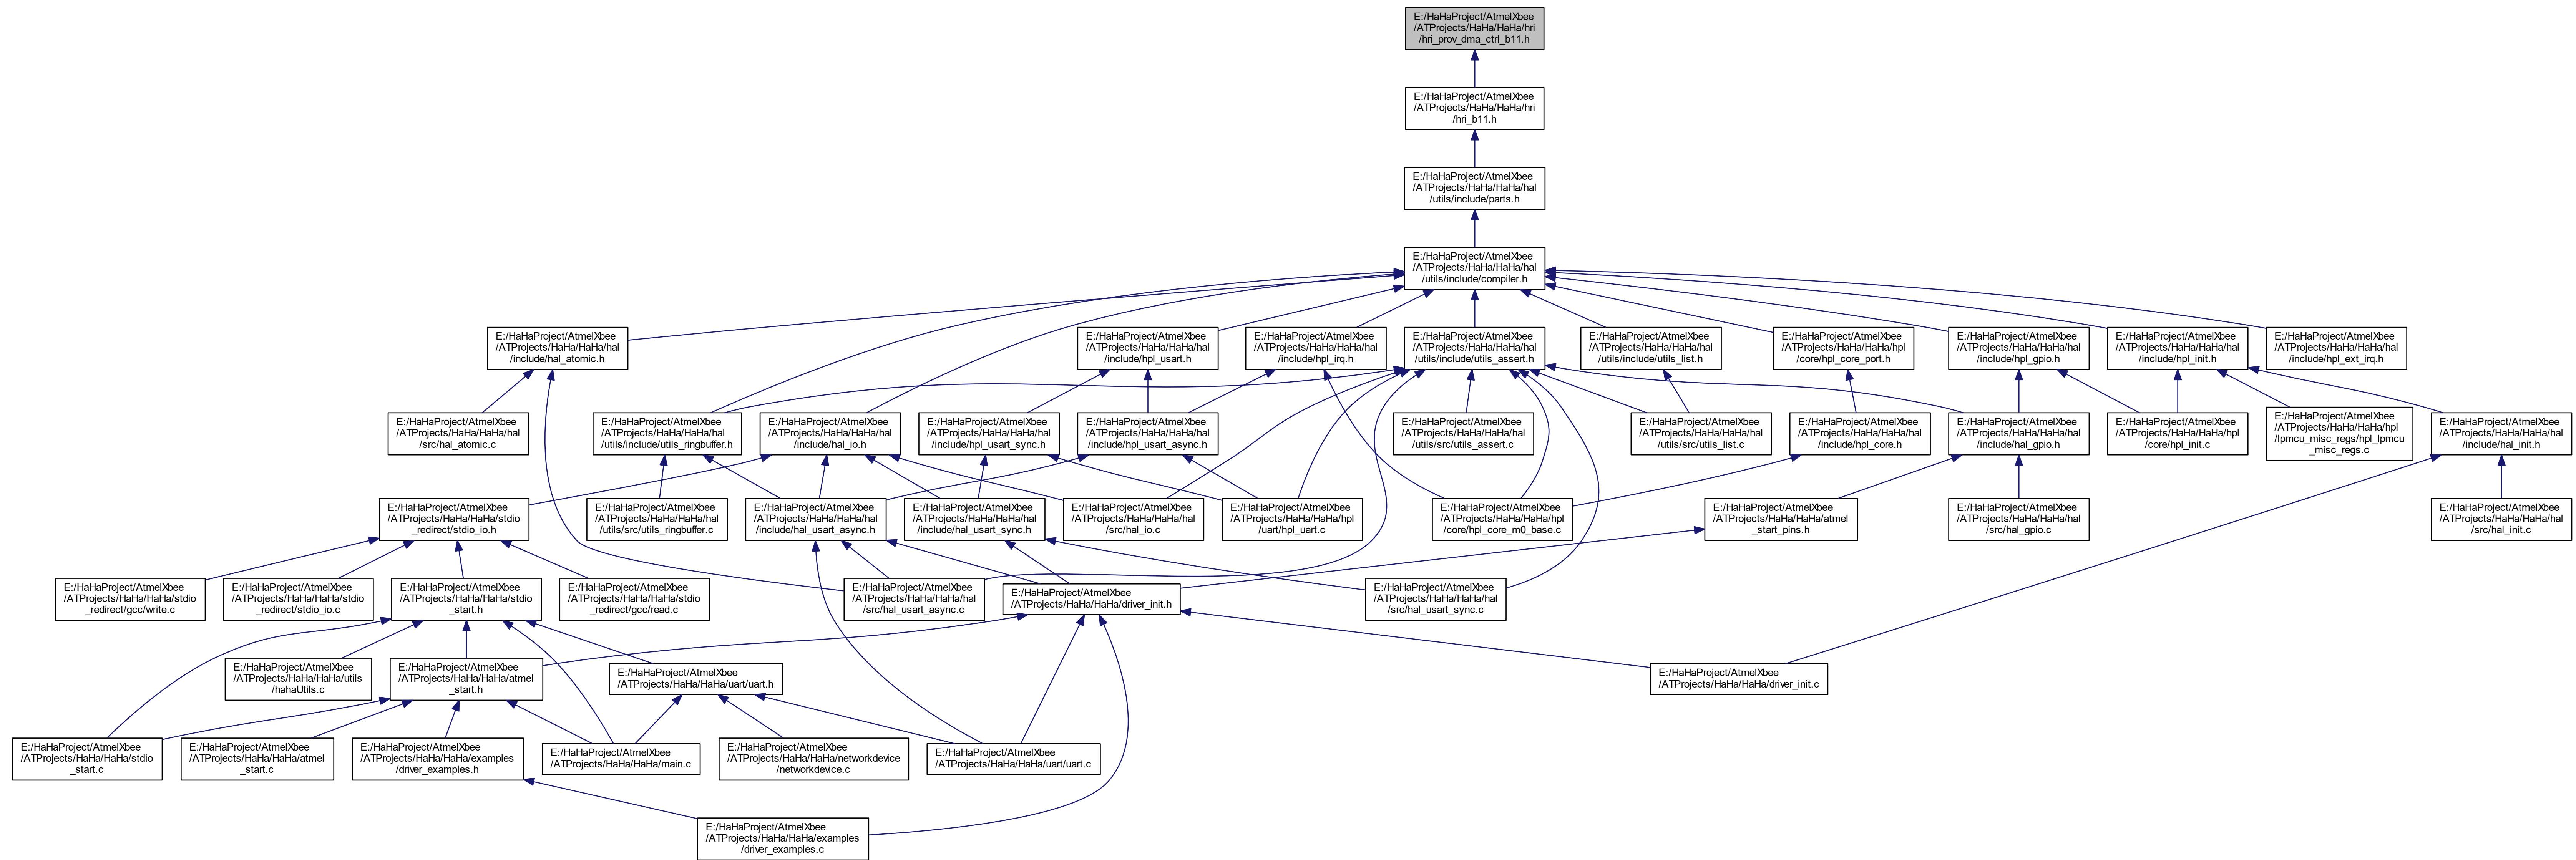 E:/HaHaProject/AtmelXbee
/ATProjects/HaHa/HaHa/hri
/hri_prov_dma_ctrl_b11.h
E:/HaHaProject/AtmelXbee
/ATProjects/HaHa/HaHa/hri
/hri_b11.h
E:/HaHaProject/AtmelXbee
/ATProjects/HaHa/HaHa/hal
/utils/include/parts.h
E:/HaHaProject/AtmelXbee
/ATProjects/HaHa/HaHa/hal
/utils/include/compiler.h
E:/HaHaProject/AtmelXbee
/ATProjects/HaHa/HaHa/hal
/include/hal_atomic.h
E:/HaHaProject/AtmelXbee
/ATProjects/HaHa/HaHa/hal
/include/hpl_usart.h
E:/HaHaProject/AtmelXbee
/ATProjects/HaHa/HaHa/hal
/include/hpl_irq.h
E:/HaHaProject/AtmelXbee
/ATProjects/HaHa/HaHa/hal
/utils/include/utils_assert.h
E:/HaHaProject/AtmelXbee
/ATProjects/HaHa/HaHa/hal
/utils/include/utils_list.h
E:/HaHaProject/AtmelXbee
/ATProjects/HaHa/HaHa/hpl
/core/hpl_core_port.h
E:/HaHaProject/AtmelXbee
/ATProjects/HaHa/HaHa/hal
/include/hpl_gpio.h
E:/HaHaProject/AtmelXbee
/ATProjects/HaHa/HaHa/hal
/include/hpl_init.h
E:/HaHaProject/AtmelXbee
/ATProjects/HaHa/HaHa/hal
/include/hpl_ext_irq.h
E:/HaHaProject/AtmelXbee
/ATProjects/HaHa/HaHa/hal
/src/hal_atomic.c
E:/HaHaProject/AtmelXbee
/ATProjects/HaHa/HaHa/hal
/utils/include/utils_ringbuffer.h
E:/HaHaProject/AtmelXbee
/ATProjects/HaHa/HaHa/hal
/include/hal_io.h
E:/HaHaProject/AtmelXbee
/ATProjects/HaHa/HaHa/hal
/include/hpl_usart_sync.h
E:/HaHaProject/AtmelXbee
/ATProjects/HaHa/HaHa/hal
/include/hpl_usart_async.h
E:/HaHaProject/AtmelXbee
/ATProjects/HaHa/HaHa/hal
/utils/src/utils_assert.c
E:/HaHaProject/AtmelXbee
/ATProjects/HaHa/HaHa/hal
/utils/src/utils_list.c
E:/HaHaProject/AtmelXbee
/ATProjects/HaHa/HaHa/hal
/include/hpl_core.h
E:/HaHaProject/AtmelXbee
/ATProjects/HaHa/HaHa/hal
/include/hal_gpio.h
E:/HaHaProject/AtmelXbee
/ATProjects/HaHa/HaHa/hpl
/core/hpl_init.c
E:/HaHaProject/AtmelXbee
/ATProjects/HaHa/HaHa/hpl
/lpmcu_misc_regs/hpl_lpmcu
_misc_regs.c
E:/HaHaProject/AtmelXbee
/ATProjects/HaHa/HaHa/hal
/include/hal_init.h
E:/HaHaProject/AtmelXbee
/ATProjects/HaHa/HaHa/stdio
_redirect/stdio_io.h
E:/HaHaProject/AtmelXbee
/ATProjects/HaHa/HaHa/hal
/utils/src/utils_ringbuffer.c
E:/HaHaProject/AtmelXbee
/ATProjects/HaHa/HaHa/hal
/include/hal_usart_async.h
E:/HaHaProject/AtmelXbee
/ATProjects/HaHa/HaHa/hal
/include/hal_usart_sync.h
E:/HaHaProject/AtmelXbee
/ATProjects/HaHa/HaHa/hal
/src/hal_io.c
E:/HaHaProject/AtmelXbee
/ATProjects/HaHa/HaHa/hpl
/uart/hpl_uart.c
E:/HaHaProject/AtmelXbee
/ATProjects/HaHa/HaHa/hpl
/core/hpl_core_m0_base.c
E:/HaHaProject/AtmelXbee
/ATProjects/HaHa/HaHa/atmel
_start_pins.h
E:/HaHaProject/AtmelXbee
/ATProjects/HaHa/HaHa/hal
/src/hal_gpio.c
E:/HaHaProject/AtmelXbee
/ATProjects/HaHa/HaHa/hal
/src/hal_init.c
E:/HaHaProject/AtmelXbee
/ATProjects/HaHa/HaHa/stdio
_redirect/gcc/write.c
E:/HaHaProject/AtmelXbee
/ATProjects/HaHa/HaHa/stdio
_redirect/stdio_io.c
E:/HaHaProject/AtmelXbee
/ATProjects/HaHa/HaHa/stdio
_start.h
E:/HaHaProject/AtmelXbee
/ATProjects/HaHa/HaHa/stdio
_redirect/gcc/read.c
E:/HaHaProject/AtmelXbee
/ATProjects/HaHa/HaHa/hal
/src/hal_usart_async.c
E:/HaHaProject/AtmelXbee
/ATProjects/HaHa/HaHa/driver_init.h
E:/HaHaProject/AtmelXbee
/ATProjects/HaHa/HaHa/hal
/src/hal_usart_sync.c
E:/HaHaProject/AtmelXbee
/ATProjects/HaHa/HaHa/utils
/hahaUtils.c
E:/HaHaProject/AtmelXbee
/ATProjects/HaHa/HaHa/atmel
_start.h
E:/HaHaProject/AtmelXbee
/ATProjects/HaHa/HaHa/uart/uart.h
E:/HaHaProject/AtmelXbee
/ATProjects/HaHa/HaHa/driver_init.c
E:/HaHaProject/AtmelXbee
/ATProjects/HaHa/HaHa/stdio
_start.c
E:/HaHaProject/AtmelXbee
/ATProjects/HaHa/HaHa/atmel
_start.c
E:/HaHaProject/AtmelXbee
/ATProjects/HaHa/HaHa/examples
/driver_examples.h
E:/HaHaProject/AtmelXbee
/ATProjects/HaHa/HaHa/main.c
E:/HaHaProject/AtmelXbee
/ATProjects/HaHa/HaHa/networkdevice
/networkdevice.c
E:/HaHaProject/AtmelXbee
/ATProjects/HaHa/HaHa/uart/uart.c
E:/HaHaProject/AtmelXbee
/ATProjects/HaHa/HaHa/examples
/driver_examples.c